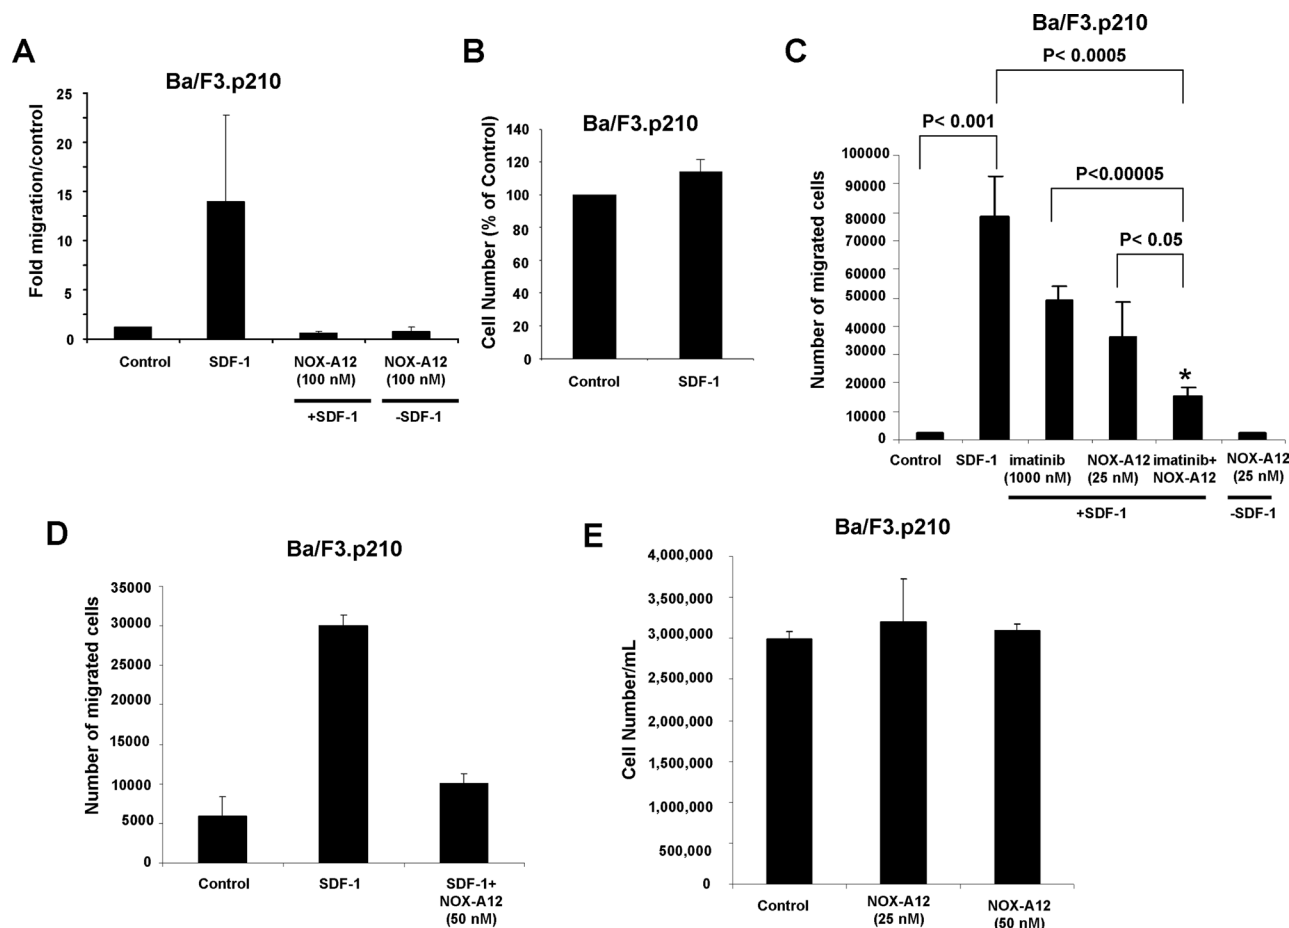 A
Ba/F3.p210
Fold migration/control
25
20
15
10
5
0
Control
SDF-1
NOX-A12
(100 nM)
NOX-A12
(100 nM)
+SDF-1
-SDF-1
B
Ba/F3.p210
Cell Number (% of Control)
140
120
100
80
60
40
20
0
Control
SDF-1
C
Ba/F3.p210
P< 0.0005
P< 0.001
P<0.00005
P< 0.05
*
Number of migrated cells
100000
90000
80000
70000
60000
50000
40000
30000
20000
10000
0
Control
SDF-1
imatinib
(1000 nM)
NOX-A12
(25 nM)
imatinib+
NOX-A12
NOX-A12
(25 nM)
+SDF-1
-SDF-1
D
Ba/F3.p210
Number of migrated cells
35000
30000
25000
20000
15000
10000
5000
0
Control
SDF-1
SDF-1+
NOX-A12
(50 nM)
E
Ba/F3.p210
Cell Number/mL
4,000,000
3,500,000
3,000,000
2,500,000
2,000,000
1,500,000
1,000,000
500,000
0
Control
NOX-A12
(25 nM)
NOX-A12
(50 nM)